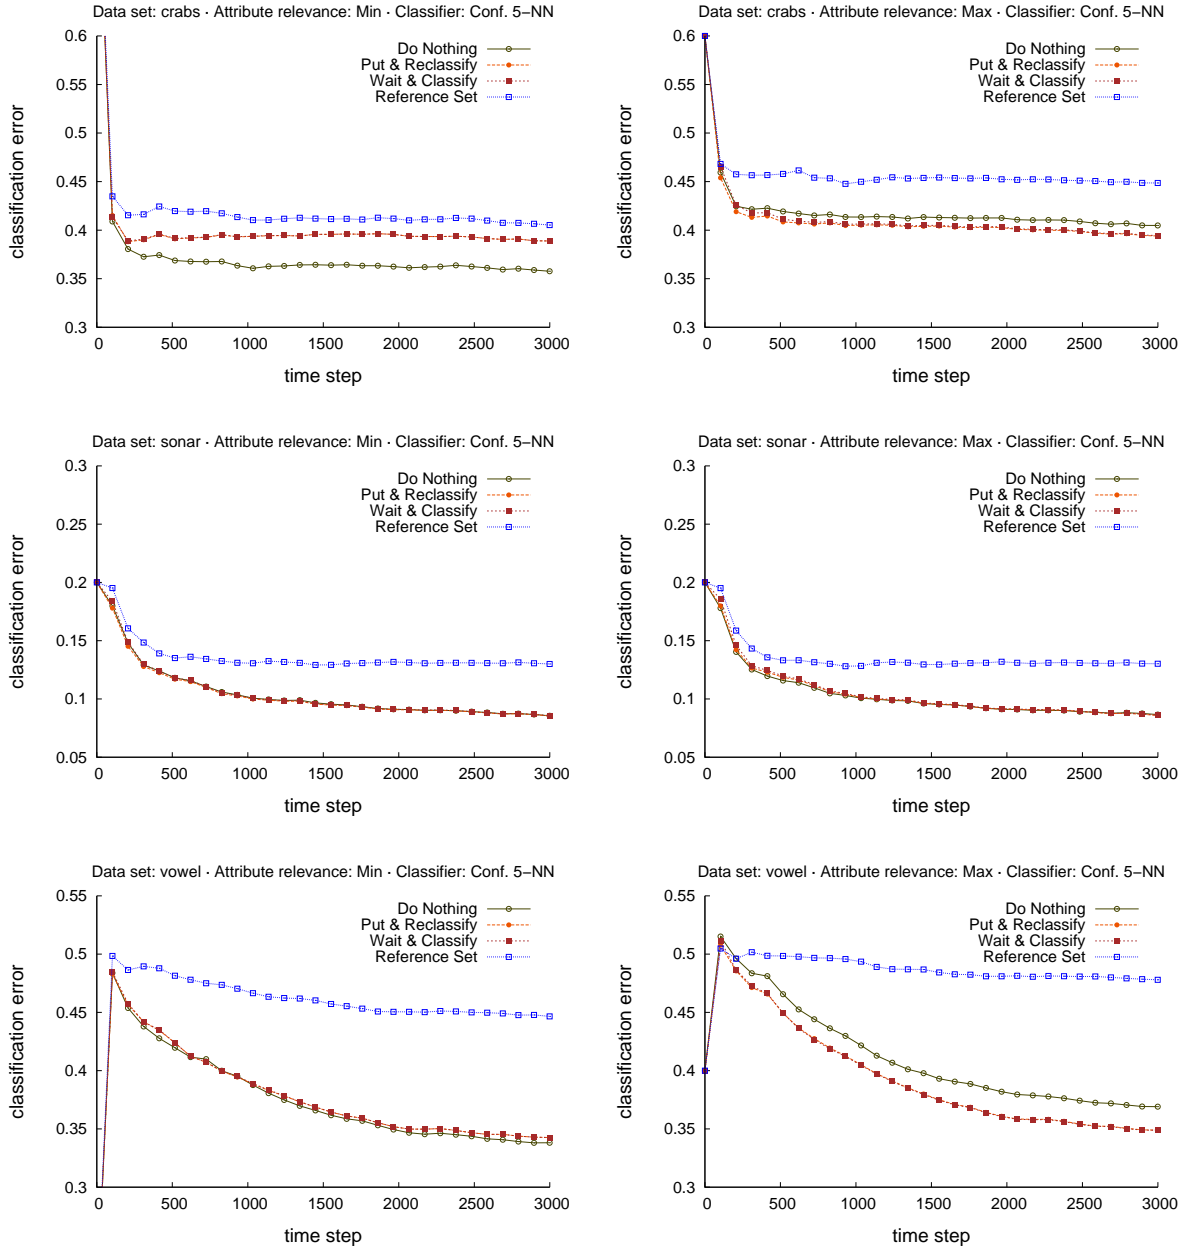 Data set: crabs · Attribute relevance: Min · Classifier: Conf. 5−NN
0.6
0.55
0.5
0.45
0.4
0.35
0.3
classification error
Do Nothing
Put & Reclassify
Wait & Classify
Reference Set
0 500 1000 1500 2000 2500 3000
time step
Data set: crabs · Attribute relevance: Max · Classifier: Conf. 5−NN
0.6
0.55
0.5
0.45
0.4
0.35
0.3
classification error
Do Nothing
Put & Reclassify
Wait & Classify
Reference Set
0 500 1000 1500 2000 2500 3000
time step
Data set: sonar · Attribute relevance: Min · Classifier: Conf. 5−NN
0.3
0.25
0.2
0.15
0.1
0.05
classification error
Do Nothing
Put & Reclassify
Wait & Classify
Reference Set
0 500 1000 1500 2000 2500 3000
time step
Data set: sonar · Attribute relevance: Max · Classifier: Conf. 5−NN
0.3
0.25
0.2
0.15
0.1
0.05
classification error
Do Nothing
Put & Reclassify
Wait & Classify
Reference Set
0 500 1000 1500 2000 2500 3000
time step
Data set: vowel · Attribute relevance: Min · Classifier: Conf. 5−NN
0.55
0.5
0.45
0.4
0.35
0.3
classification error
Do Nothing
Put & Reclassify
Wait & Classify
Reference Set
0 500 1000 1500 2000 2500 3000
time step
Data set: vowel · Attribute relevance: Max · Classifier: Conf. 5−NN
0.55
0.5
0.45
0.4
0.35
0.3
classification error
Do Nothing
Put & Reclassify
Wait & Classify
Reference Set
0 500 1000 1500 2000 2500 3000
time step